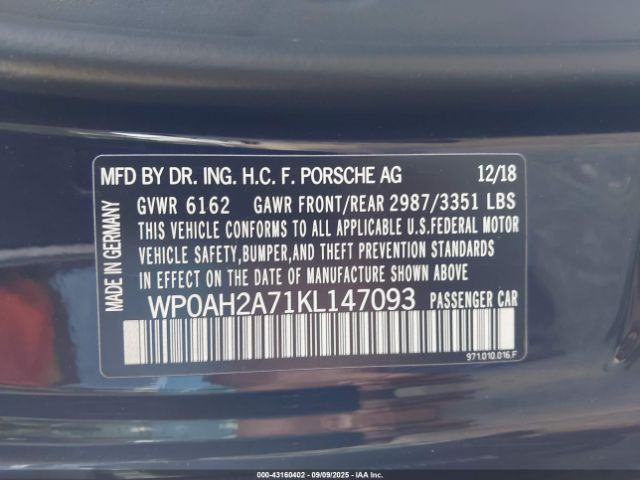 MFD BY DR. ING. H.C. F. PORSCHE AG 12/18
GVWR 6162 GAWR FRONT/REAR 2987/3351 LBS
THIS VEHICLE CONFORMS TO ALL APPLICABLE U.S.FEDERAL MOTOR
VEHICLE SAFETY,BUMPER,AND THEFT PREVENTION STANDARDS
IN EFFECT ON THE DATE OF MANUFACTURE SHOWN ABOVE
WP0AH2A71KL147093 PASSENGER CAR
971.010.016.F
MADE IN GERMANY
000-43160402 - 09/09/2025 - IAAI.com